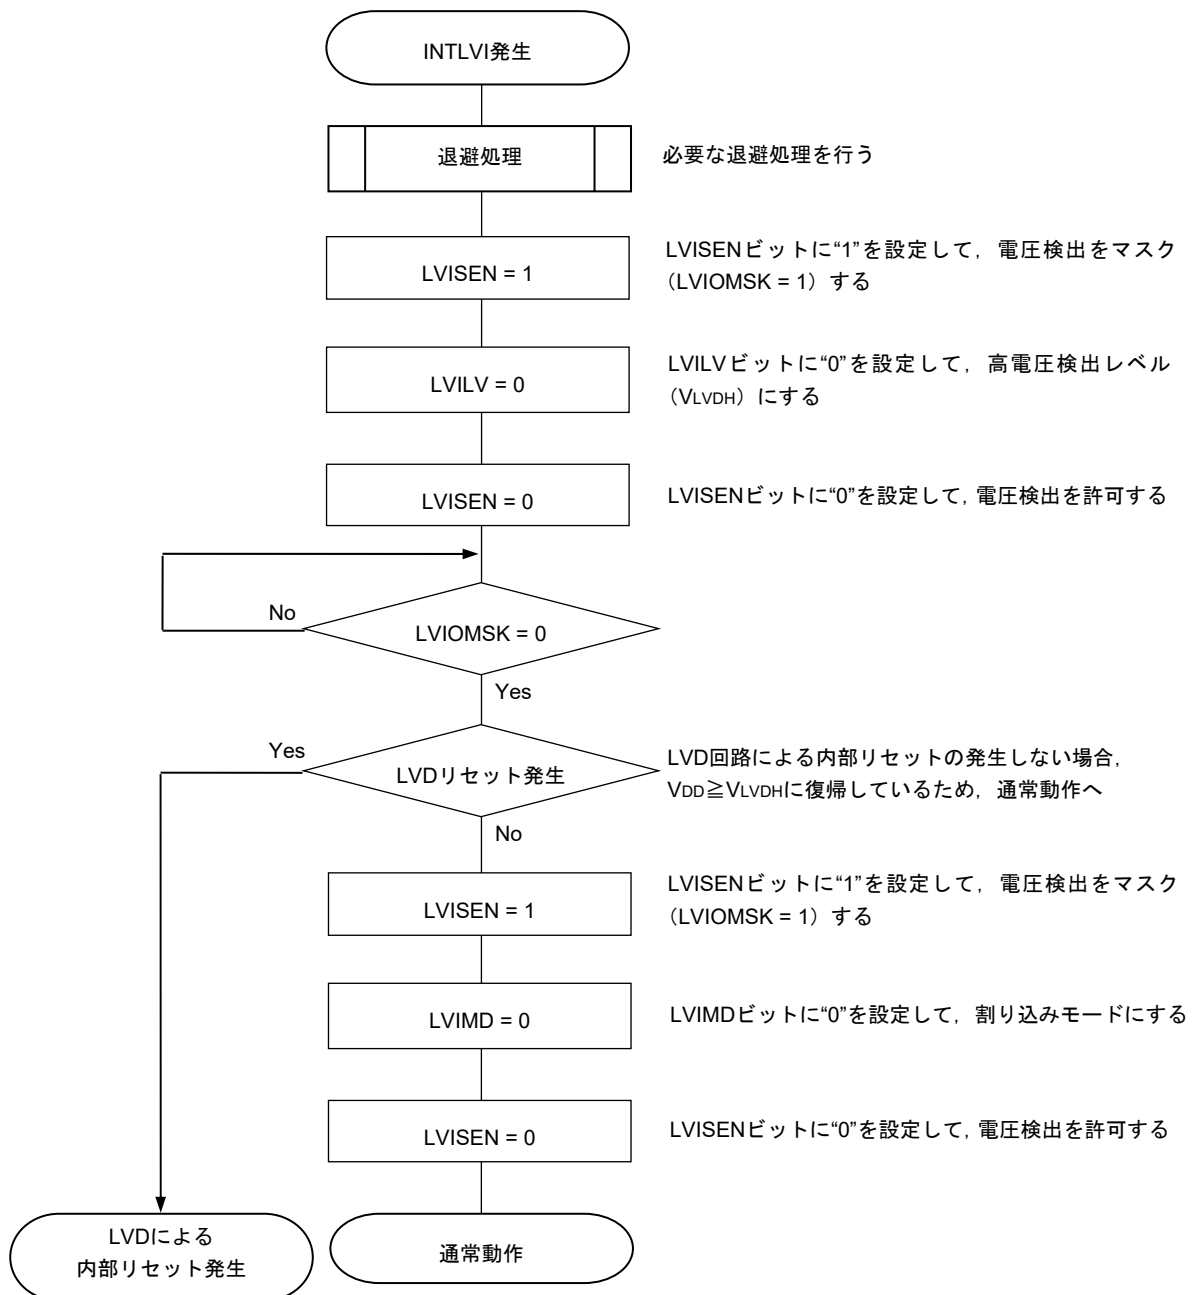 INTLVI発生
退避処理
必要な退避処理を行う
LVISEN = 1
LVISENビットに“1”を設定して，電圧検出をマスク
（LVIOMSK = 1）する
LVILV = 0
LVILVビットに“0”を設定して，高電圧検出レベル
（VLVDH）にする
LVISEN = 0
LVISENビットに“0”を設定して，電圧検出を許可する
No
LVIOMSK = 0
Yes
Yes
LVDリセット発生
LVD回路による内部リセットの発生しない場合，
VDD≧VLVDHに復帰しているため，通常動作へ
No
LVISEN = 1
LVISENビットに“1”を設定して，電圧検出をマスク
（LVIOMSK = 1）する
LVIMD = 0
LVIMDビットに“0”を設定して，割り込みモードにする
LVISEN = 0
LVISENビットに“0”を設定して，電圧検出を許可する
LVDによる
内部リセット発生
通常動作